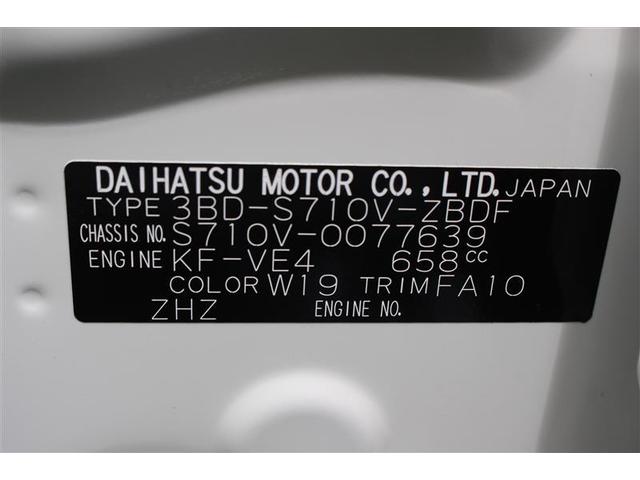 DAIHATSU MOTOR CO., LTD. JAPAN
TYPE 3BD-S710V-ZBDF
CHASSIS NO. S710V-0077639
ENGINE KF-VE4 658cc
COLOR W19 TRIM FA10
ZHZ ENGINE NO.